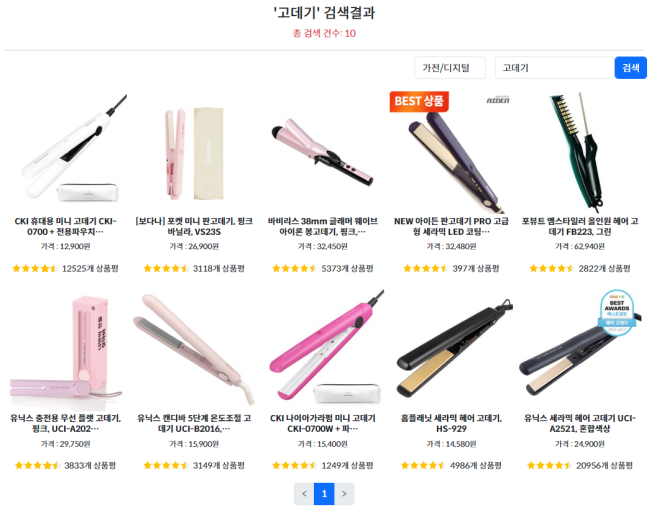 '고데기' 검색결과
총 검색 건수: 10
가전/디지털
고데기
검색
BEST 상품
AIDEN
CKI 휴대용 미니 고데기 CKI-
0700 + 전용파우치…
가격 : 12,900원
12525개 상품평
[보다나] 포켓 미니 판고데기, 핑크
바닐라, VS23S
가격 : 26,900원
3118개 상품평
바비리스 38mm 글래머 웨이브
아이론 봉고데기, 핑크,…
가격 : 32,450원
5373개 상품평
NEW 아이든 판고데기 PRO 고급
형 세라믹 LED 코팅…
가격 : 32,480원
397개 상품평
포뷰트 엠스타일러 올인원 헤어 고
데기 FB223, 그린
가격 : 62,940원
2822개 상품평
BEST
AWARDS
유닉스 충전용 무선 플랫 고데기,
핑크, UCI-A202…
가격 : 29,750원
3833개 상품평
유닉스 캔디바 5단계 온도조절 고
데기 UCI-B2016,…
가격 : 15,900원
3149개 상품평
CKI 나이아가라펌 미니 고데기
CKI-0700W + 파…
가격 : 15,400원
1249개 상품평
홈플래닛 세라믹 헤어 고데기,
HS-929
가격 : 14,580원
4986개 상품평
유닉스 세라믹 헤어 고데기 UCI-
A2521, 혼합색상
가격 : 24,900원
20956개 상품평
< 1 >